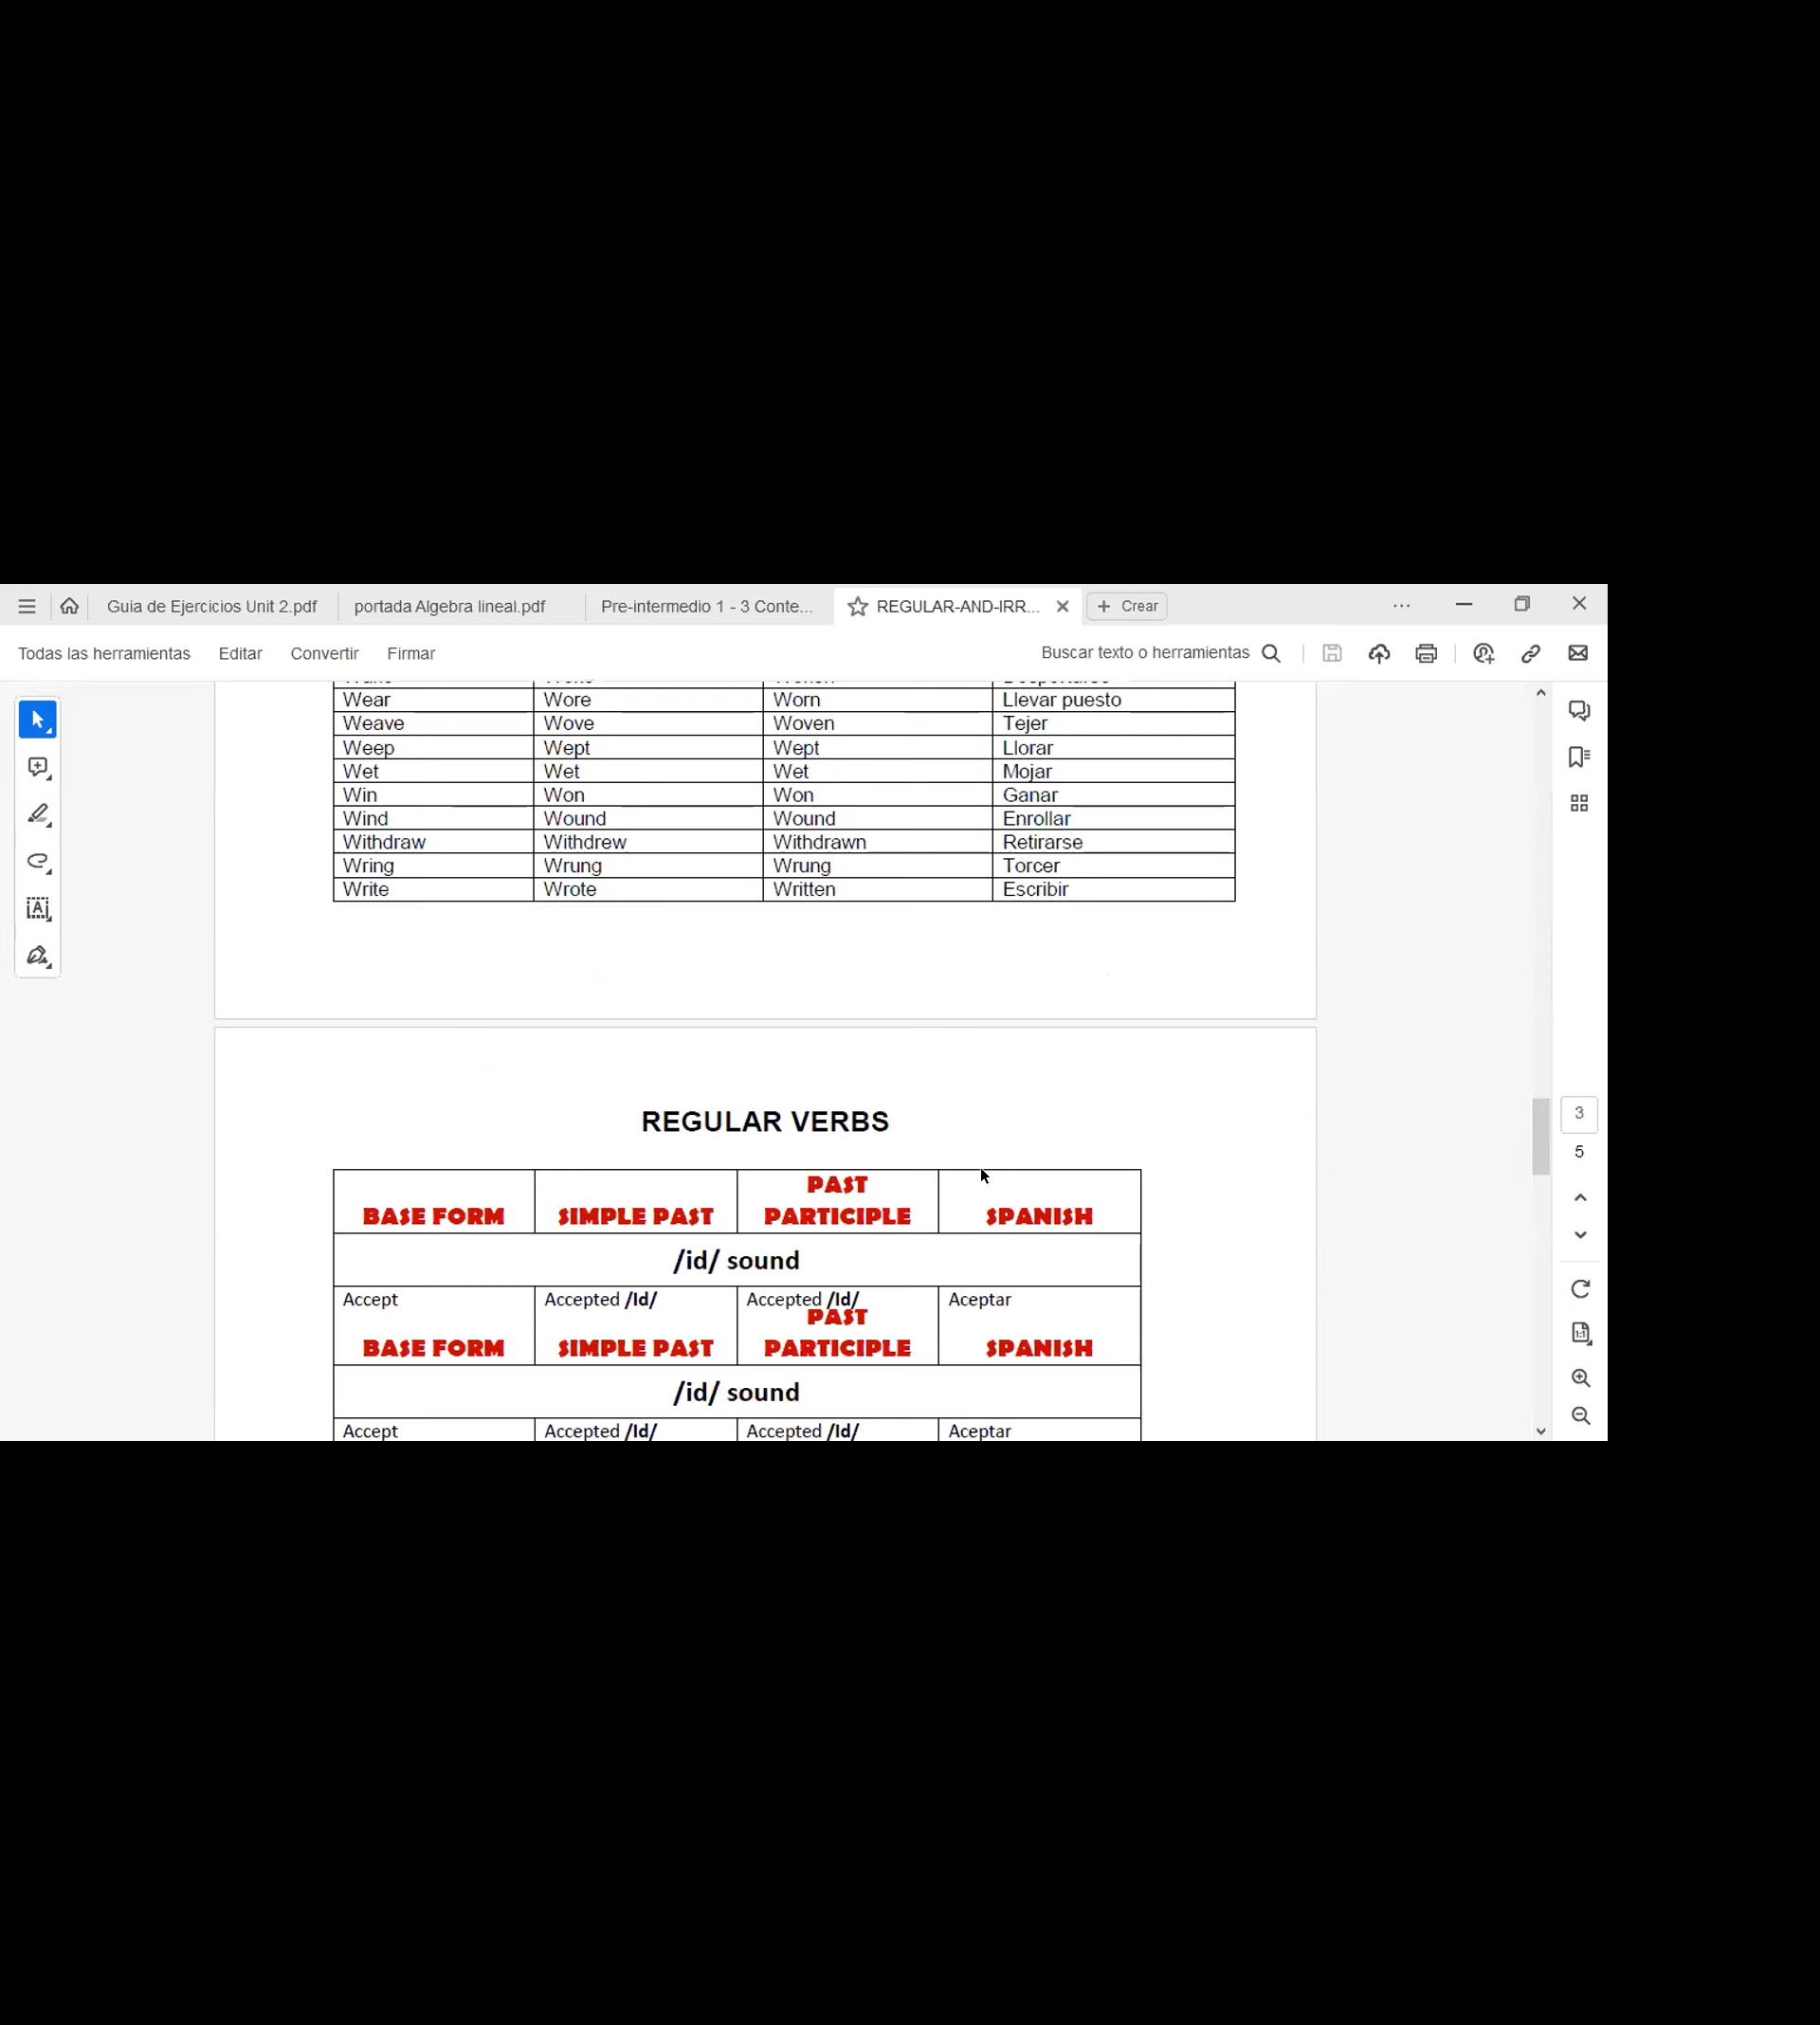 Guia de Ejercicios Unit 2.pdf portada Algebra lineal.pdf Pre-intermedio 1 - 3 Conte... REGULAR-AND-IRR... Crear
Todas las herramientas Editar Convertir Firmar Buscar texto o herramientas
Wear Wore Worn Llevar puesto
Weave Wove Woven Tejer
Weep Wept Wept Llorar
Wet Wet Wet Mojar
Win Won Won Ganar
Wind Wound Wound Enrollar
Withdraw Withdrew Withdrawn Retirarse
Wring Wrung Wrung Torcer
Write Wrote Written Escribir
REGULAR VERBS
3
5
PAST
BASE FORM SIMPLE PAST PARTICIPLE SPANISH
/id/ sound
Accept Accepted /Id/ Accepted /Id/ Aceptar
PAST
BASE FORM SIMPLE PAST PARTICIPLE SPANISH
/id/ sound
Accept Accepted /Id/ Accepted /Id/ Aceptar